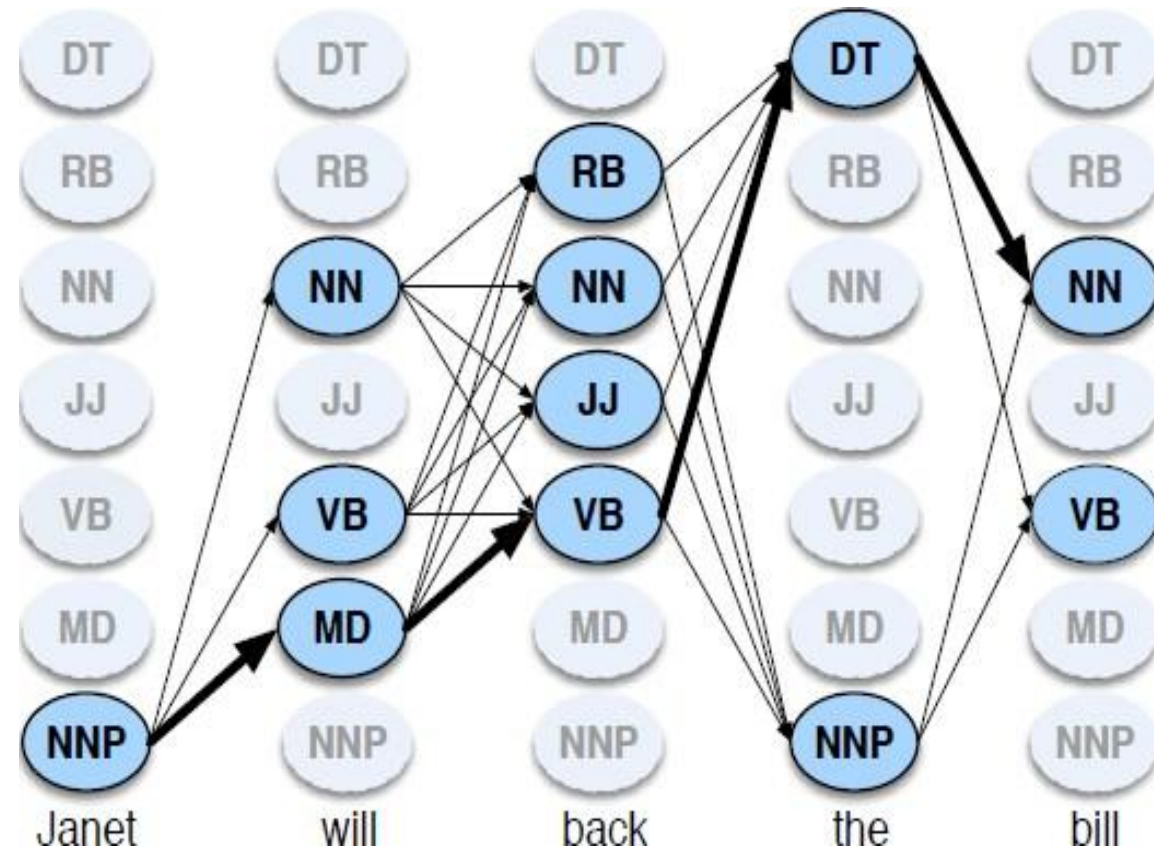 DT DT DT DT DT
RB RB RB RB RB
NN NN NN NN NN
JJ JJ JJ JJ JJ
VB VB VB VB VB
MD MD MD MD MD
NNP NNP NNP NNP NNP
Janet will back the bill